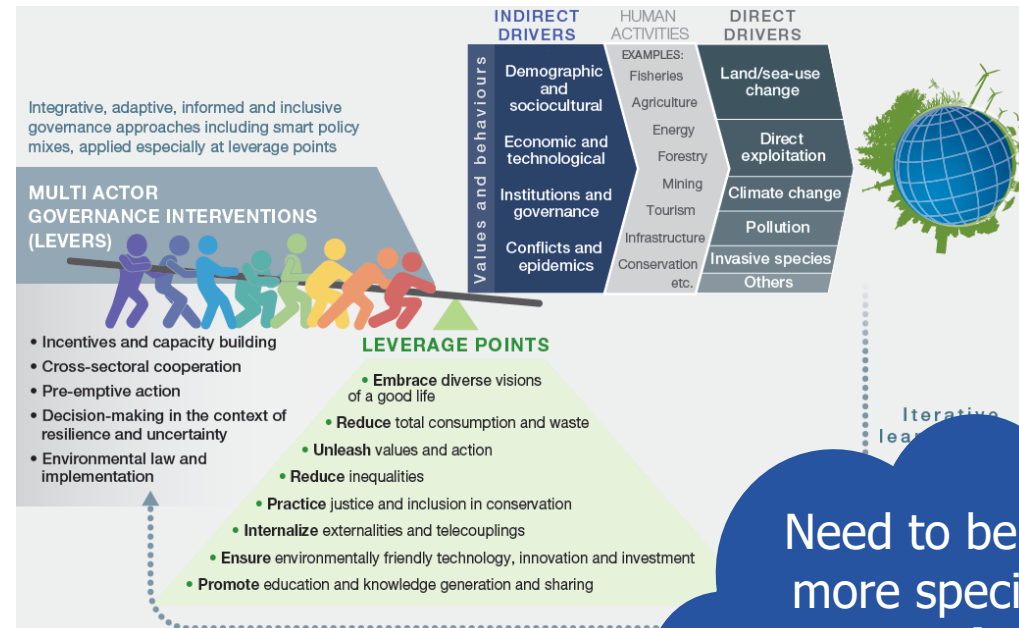 INDIRECT
DRIVERS
HUMAN
ACTIVITIES
DIRECT
DRIVERS
Values and behaviours
Demographic
and
sociocultural
Economic and
technological
Institutions and
governance
Conflicts and
epidemics
EXAMPLES:
Fisheries
Agriculture
Energy
Forestry
Mining
Tourism
Infrastructure
Conservation
etc.
Land/sea-use
change
Direct
exploitation
Climate change
Pollution
Invasive species
Others
Integrative, adaptive, informed and inclusive
governance approaches including smart policy
mixes, applied especially at leverage points
MULTI ACTOR
GOVERNANCE INTERVENTIONS
(LEVERS)
• Incentives and capacity building
• Cross-sectoral cooperation
• Pre-emptive action
• Decision-making in the context of
resilience and uncertainty
• Environmental law and
implementation
LEVERAGE POINTS
• Embrace diverse visions
of a good life
• Reduce total consumption and waste
• Unleash values and action
• Reduce inequalities
• Practice justice and inclusion in conservation
• Internalize externalities and telecouplings
• Ensure environmentally friendly technology, innovation and investment
• Promote education and knowledge generation and sharing
Iterative
Need to be
more speci